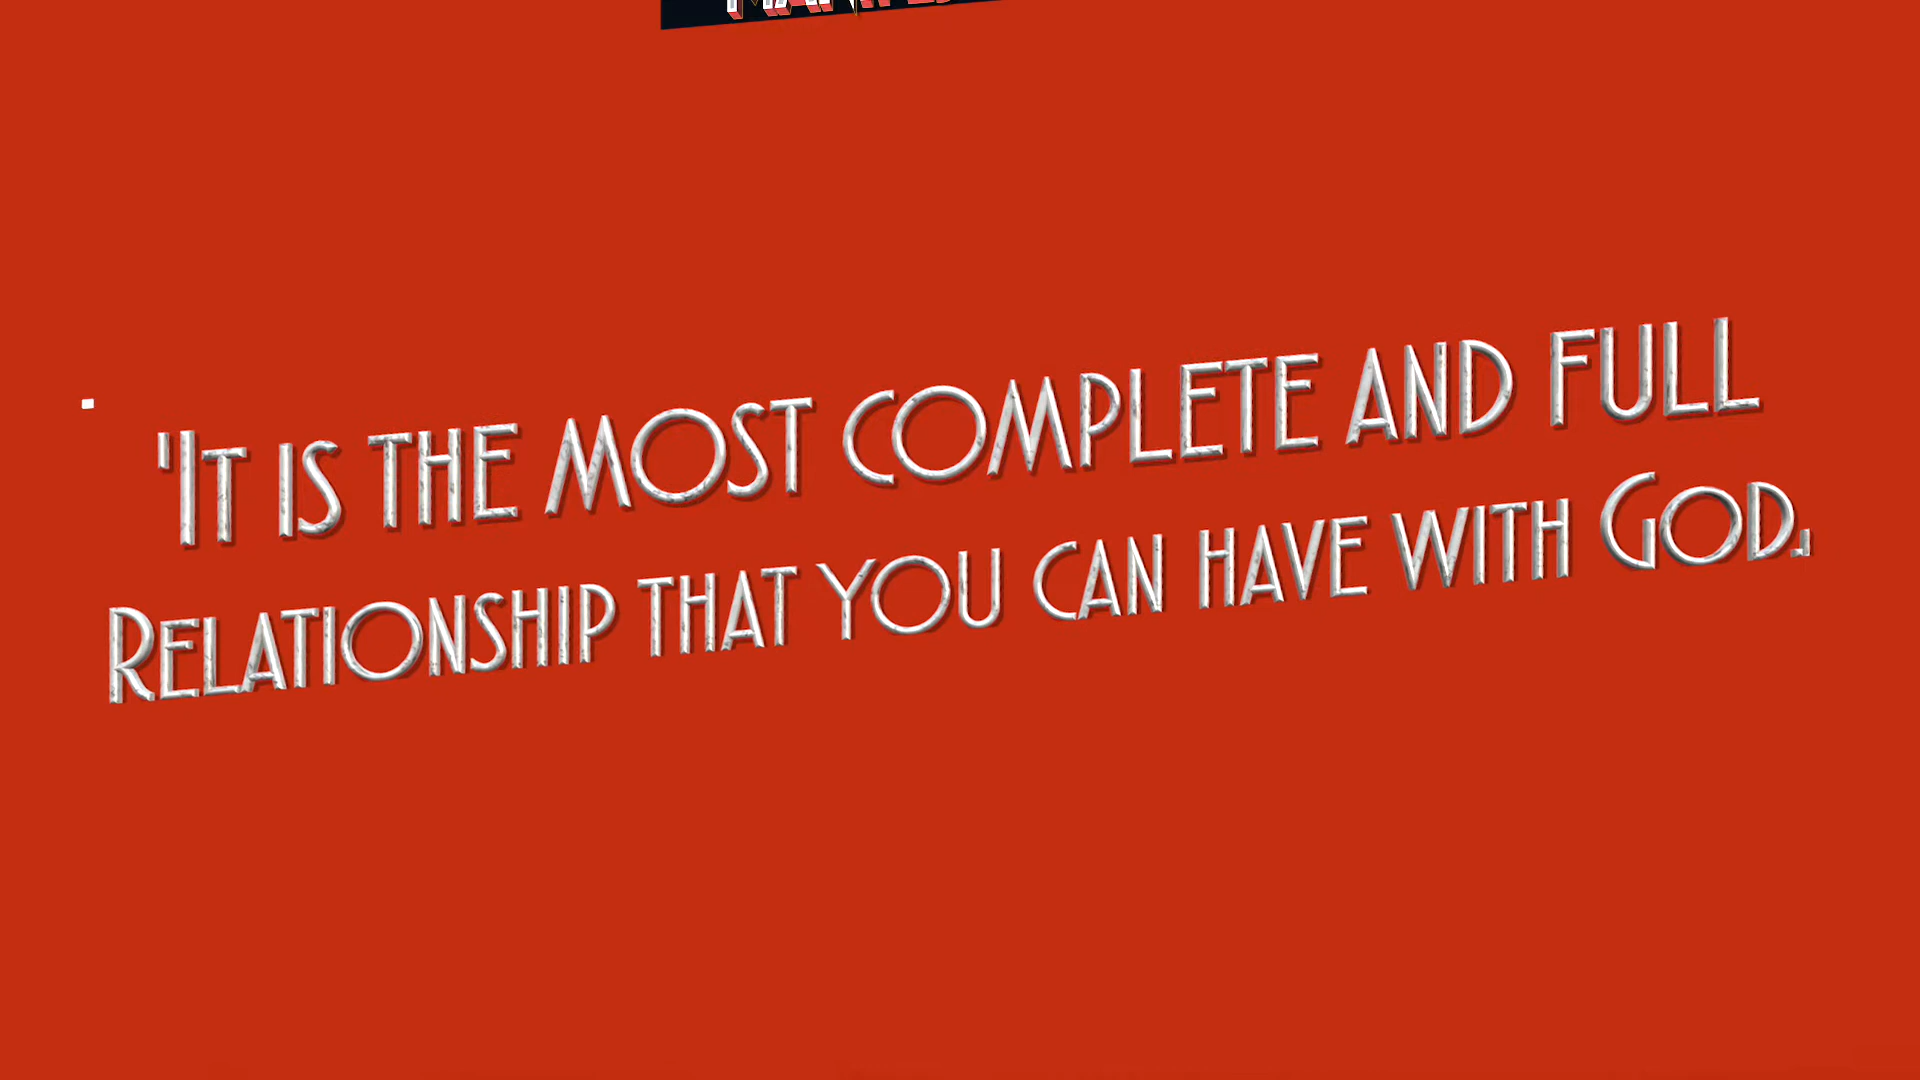 'It is the most complete and full
Relationship that you can have with God.